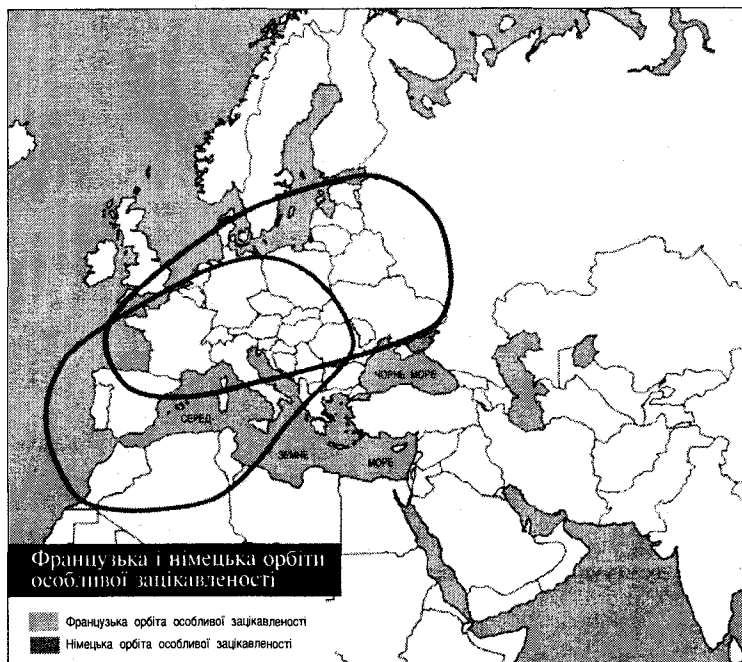 ЧОРНЕ МОРЕ
СЕРЕД
ЗЕМНЕ
МОРЕ
Французька і німецька орбіти
особливої зацікавленості
Французька орбіта особливої зацікавленості
Німецька орбіта особливої зацікавленості